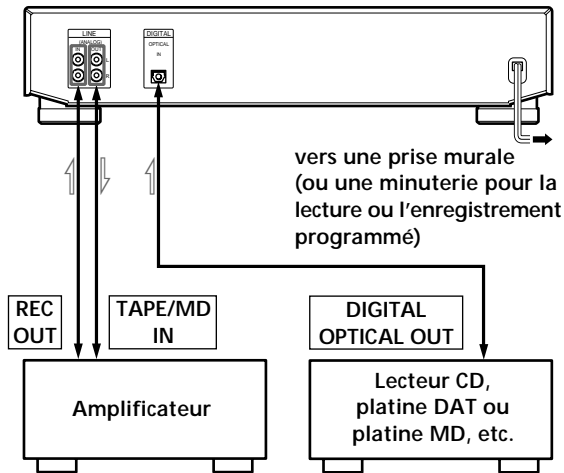 LINE
(ANALOG)
IN OUT
L
R
DIGITAL
OPTICAL
IN
vers une prise murale
(ou une minuterie pour la
lecture ou l'enregistrement
programmé)
REC
OUT
TAPE/MD
IN
DIGITAL
OPTICAL OUT
Amplificateur
Lecteur CD,
platine DAT ou
platine MD, etc.